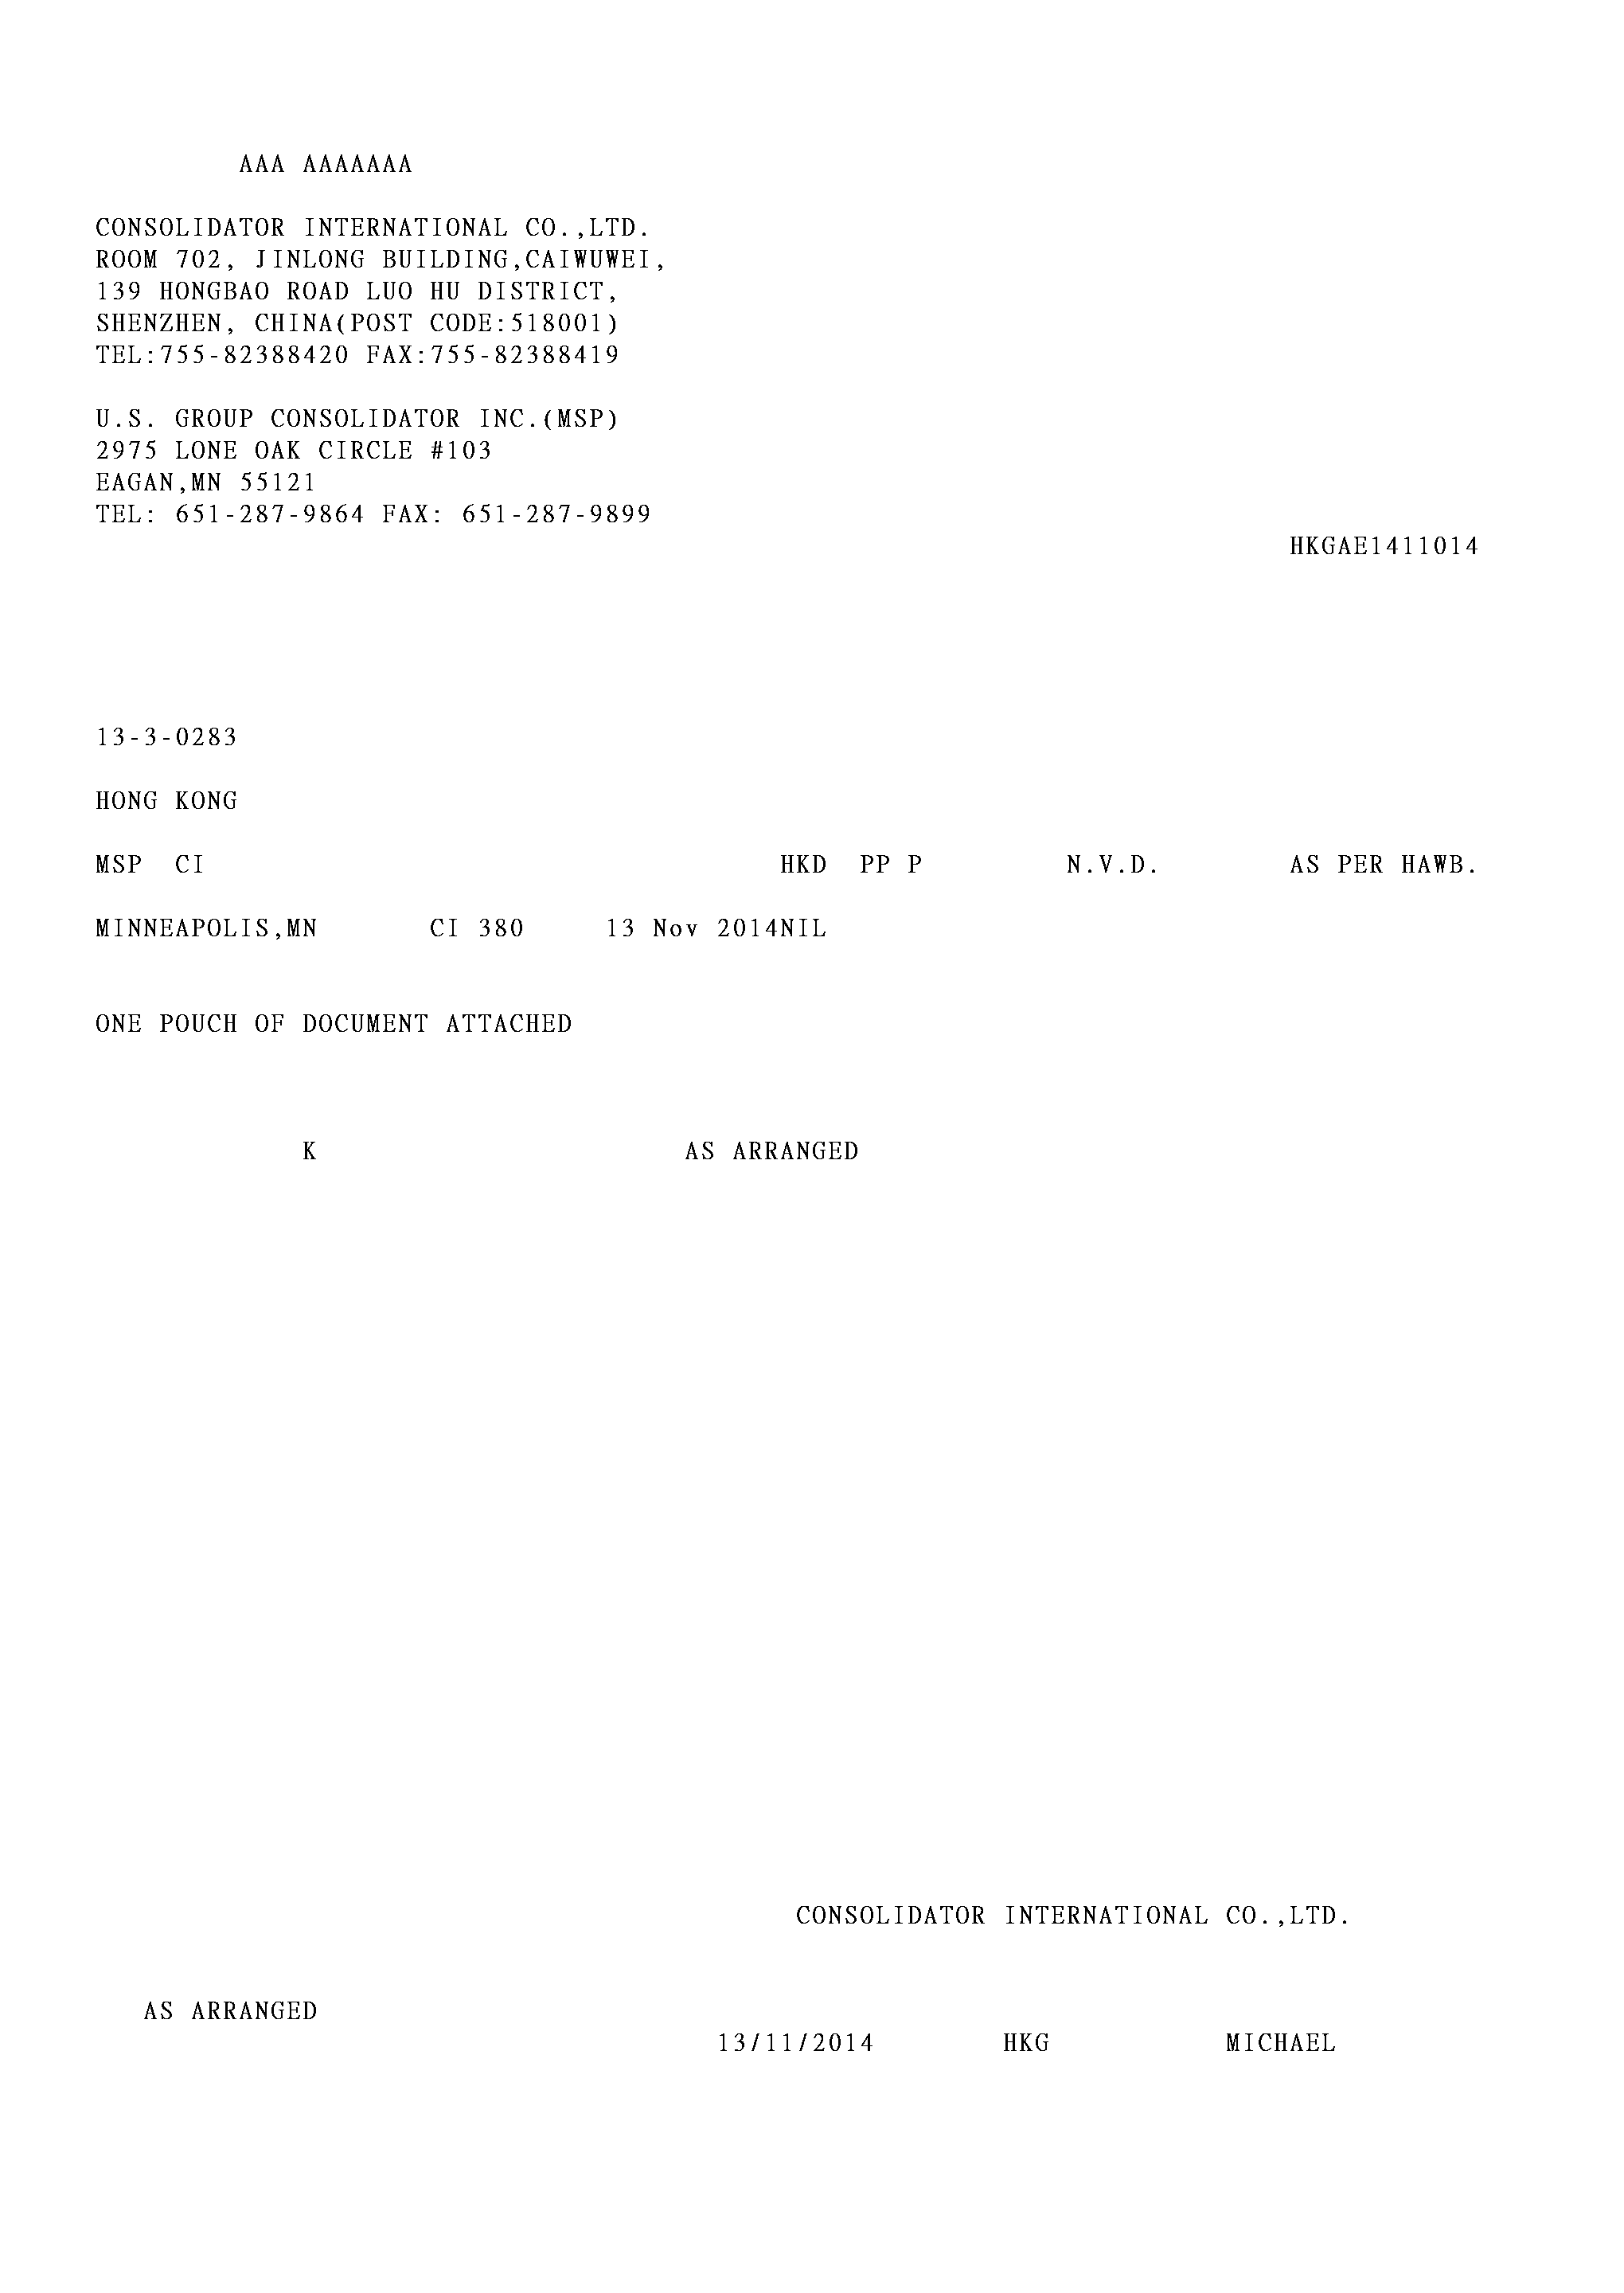 AAA AAAAAAA
CONSOLIDATOR INTERNATIONAL CO.,LTD.
ROOM 702, JINLONG BUILDING,CAIWUWEI,
139 HONGBAO ROAD LUO HU DISTRICT,
SHENZHEN, CHINA(POST CODE:518001)
TEL:755-82388420 FAX:755-82388419
U.S. GROUP CONSOLIDATOR INC.(MSP)
2975 LONE OAK CIRCLE #103
EAGAN,MN 55121
TEL: 651-287-9864 FAX: 651-287-9899
HKGAE1411014
13-3-0283
HONG KONG
MSP CI HKD PP P N.V.D. AS PER HAWB.
MINNEAPOLIS,MN CI 380 13 Nov 2014NIL
ONE POUCH OF DOCUMENT ATTACHED
K AS ARRANGED
CONSOLIDATOR INTERNATIONAL CO.,LTD.
AS ARRANGED
13/11/2014 HKG MICHAEL